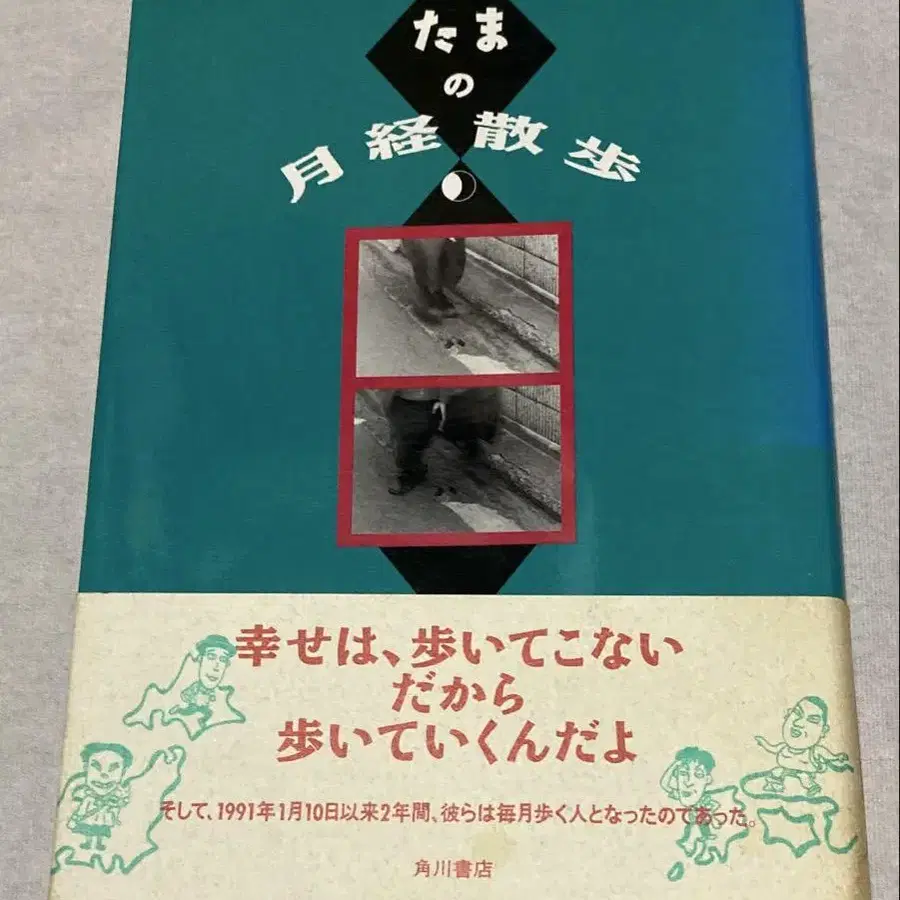 たま
の
月経散歩
幸せは、歩いてこない
だから
歩いていくんだよ
そして、1991年1月10日以来2年間、彼らは毎月歩く人となったのであった。
角川書店